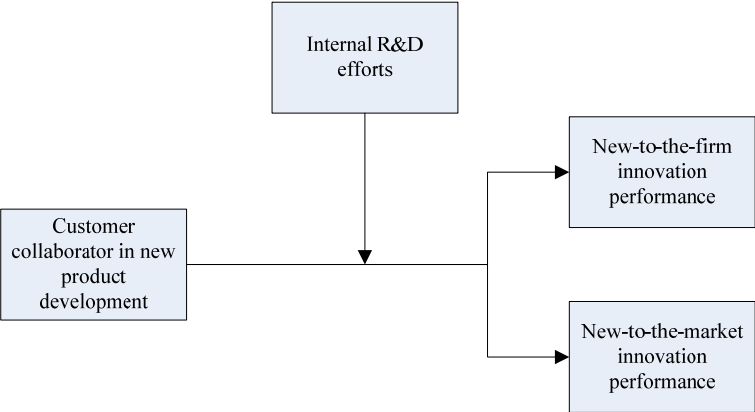 Internal R&D
efforts
New-to-the-firm
innovation
performance
Customer
collaborator in new
product
development
New-to-the-market
innovation
performance